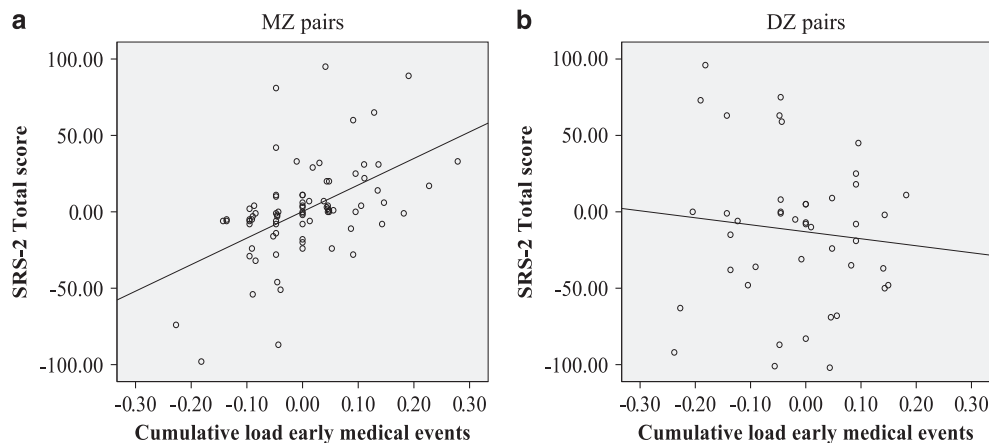 a
MZ pairs
SRS-2 Total score
100.00
50.00
0.00
-50.00
-100.00
-0.30 -0.20 -0.10 0.00 0.10 0.20 0.30
Cumulative load early medical events
b
DZ pairs
SRS-2 Total score
100.00
50.00
0.00
-50.00
-100.00
-0.30 -0.20 -0.10 0.00 0.10 0.20 0.30
Cumulative load early medical events